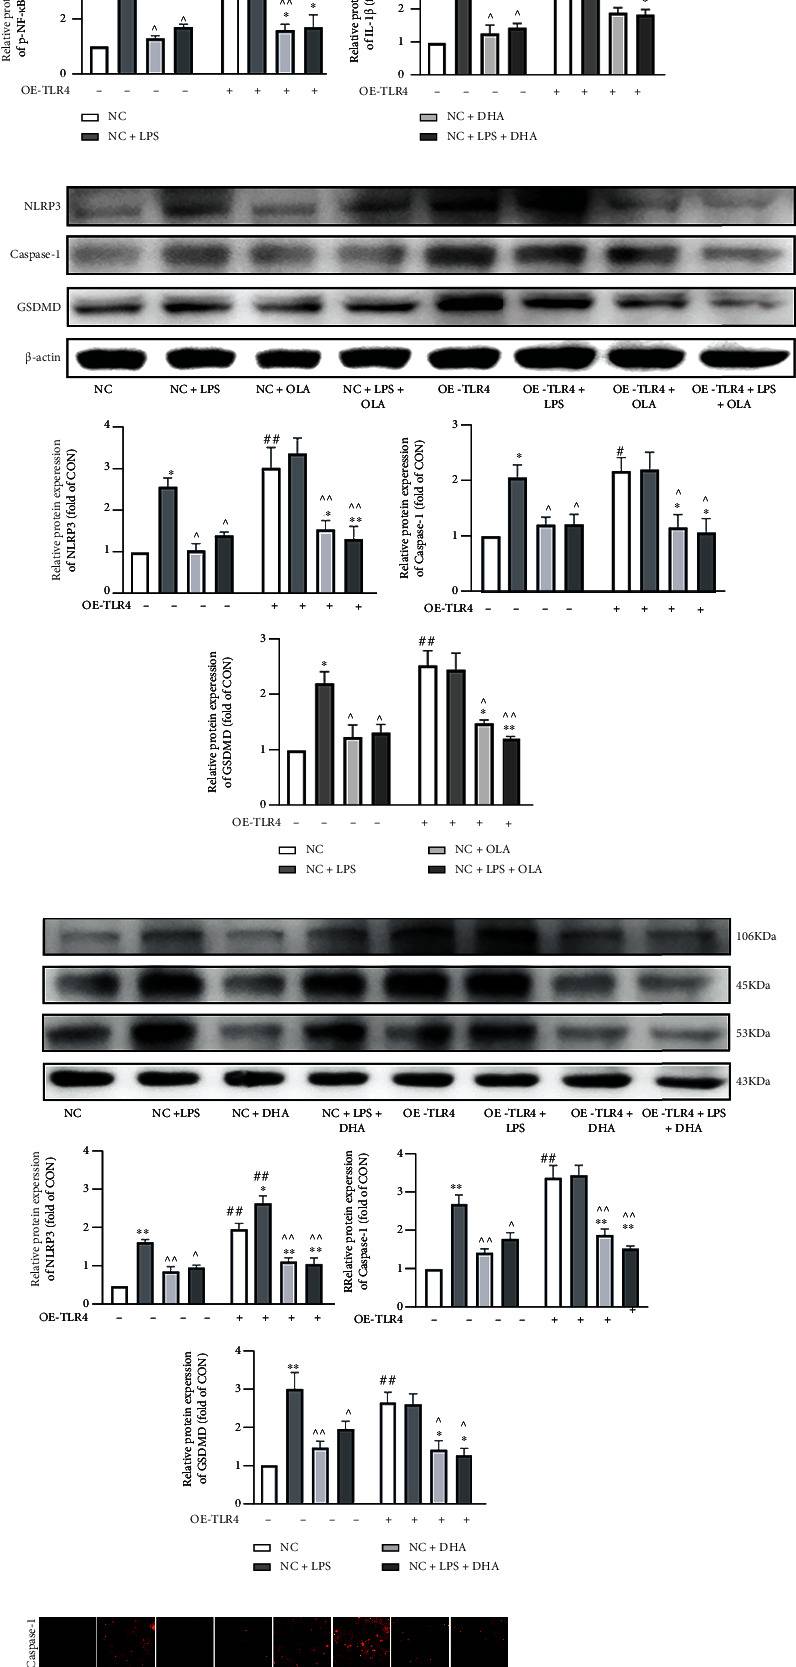 Relative prote
of p-NF-κB
2
0
^
^
^^
*
*
OE-TLR4 – – – – + + + +
NC
NC + LPS
of IL-1β (
2
1
0
^
^
*
OE-TLR4 – – – – + + + +
NC + DHA
NC + LPS + DHA
NLRP3
Caspase-1
GSDMD
β-actin
NC NC + LPS NC + OLA NC + LPS + OE -TLR4 OE -TLR4 + OE -TLR4 + OE -TLR4 + LPS
OLA LPS OLA + OLA
Relative protein experession
of NLRP3 (fold of CON)
4
3
2
1
0
*
^
^
##
^^
*
^^
**
OE-TLR4 – – – – + + + +
Relative protein experession
of Caspase-1 (fold of CON)
3
2
1
0
*
^
^
#
^
*
^
*
OE-TLR4 – – – – + + + +
Relative protein experession
of GSDMD (fold of CON)
3
2
1
0
*
^
^
##
^
*
^^
**
OE-TLR4 – – – – + + + +
NC
NC + LPS
NC + OLA
NC + LPS + OLA
106KDa
45KDa
53KDa
43KDa
NC NC +LPS NC + DHA NC + LPS + OE -TLR4 OE -TLR4 + OE -TLR4 + OE -TLR4 + LPS
DHA LPS DHA + DHA
Relative protein experssion
of NLRP3 (fold of CON)
4
3
2
1
0
**
^^
^
##
##
*
^^
**
^^
**
OE-TLR4 – – – – + + + +
RRelative protein experssion
of Caspase-1 (fold of CON)
4
3
2
1
0
**
^^
^
##
^^
**
^^
**
OE-TLR4 – – – – + + + +
Relative protein experssion
of GSDMD (fold of CON)
4
3
2
1
0
**
^^
^
##
^
*
^
*
OE-TLR4 – – – – + + + +
NC
NC + LPS
NC + DHA
NC + LPS + DHA
Caspase-1